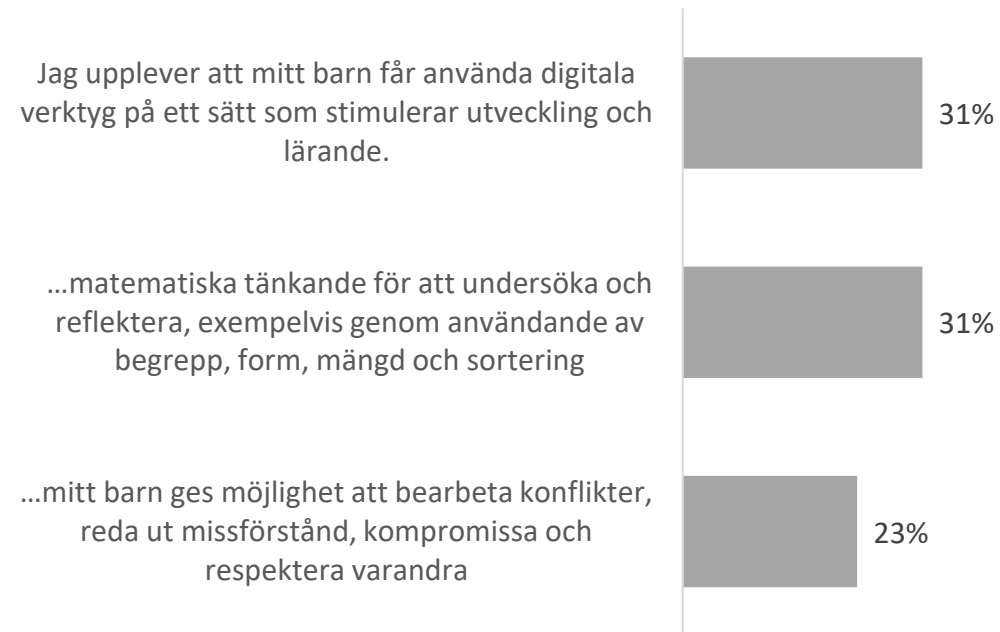 Jag upplever att mitt barn får använda digitala
verktyg på ett sätt som stimulerar utveckling och
lärande.
31%
...matematiska tänkande för att undersöka och
reflektera, exempelvis genom användande av
begrepp, form, mängd och sortering
31%
...mitt barn ges möjlighet att bearbeta konflikter,
reda ut missförstånd, kompromissa och
respektera varandra
23%